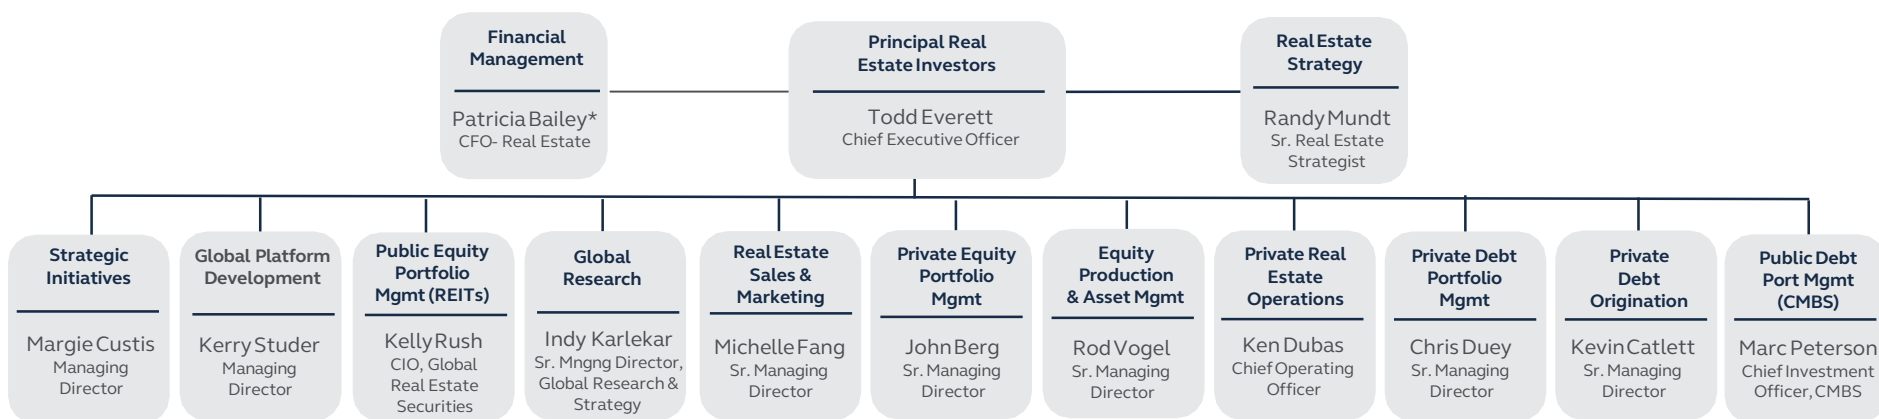 Financial
Management
Patricia Bailey*
CFO- Real Estate
Principal Real
Estate Investors
Todd Everett
Chief Executive Officer
Real Estate
Strategy
Randy Mundt
Sr. Real Estate
Strategist
Strategic
Initiatives
Margie Custis
Managing
Director
Global Platform
Development
Kerry Studer
Managing
Director
Public Equity
Portfolio
Mgmt (REITs)
Kelly Rush
CIO, Global
Real Estate
Securities
Global
Research
Indy Karlekar
Sr. Mngng Director,
Global Research &
Strategy
Real Estate
Sales &
Marketing
Michelle Fang
Sr. Managing
Director
Private Equity
Portfolio
Mgmt
John Berg
Sr. Managing
Director
Equity
Production
& Asset Mgmt
Rod Vogel
Sr. Managing
Director
Private Real
Estate
Operations
Ken Dubas
Chief Operating
Officer
Private Debt
Portfolio
Mgmt
Chris Duey
Sr. Managing
Director
Private
Debt
Origination
Kevin Catlett
Sr. Managing
Director
Public Debt
Port Mgmt
(CMBS)
Marc Peterson
Chief Investment
Officer, CMBS